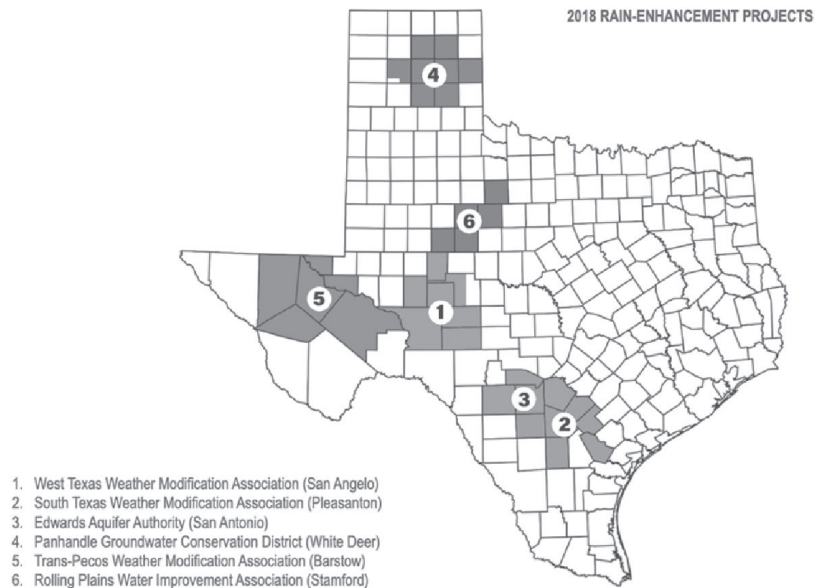 2018 RAIN-ENHANCEMENT PROJECTS
4
6
5
1
3
2
1. West Texas Weather Modification Association (San Angelo)
2. South Texas Weather Modification Association (Pleasanton)
3. Edwards Aquifer Authority (San Antonio)
4. Panhandle Groundwater Conservation District (White Deer)
5. Trans-Pecos Weather Modification Association (Barstow)
6. Rolling Plains Water Improvement Association (Stamford)